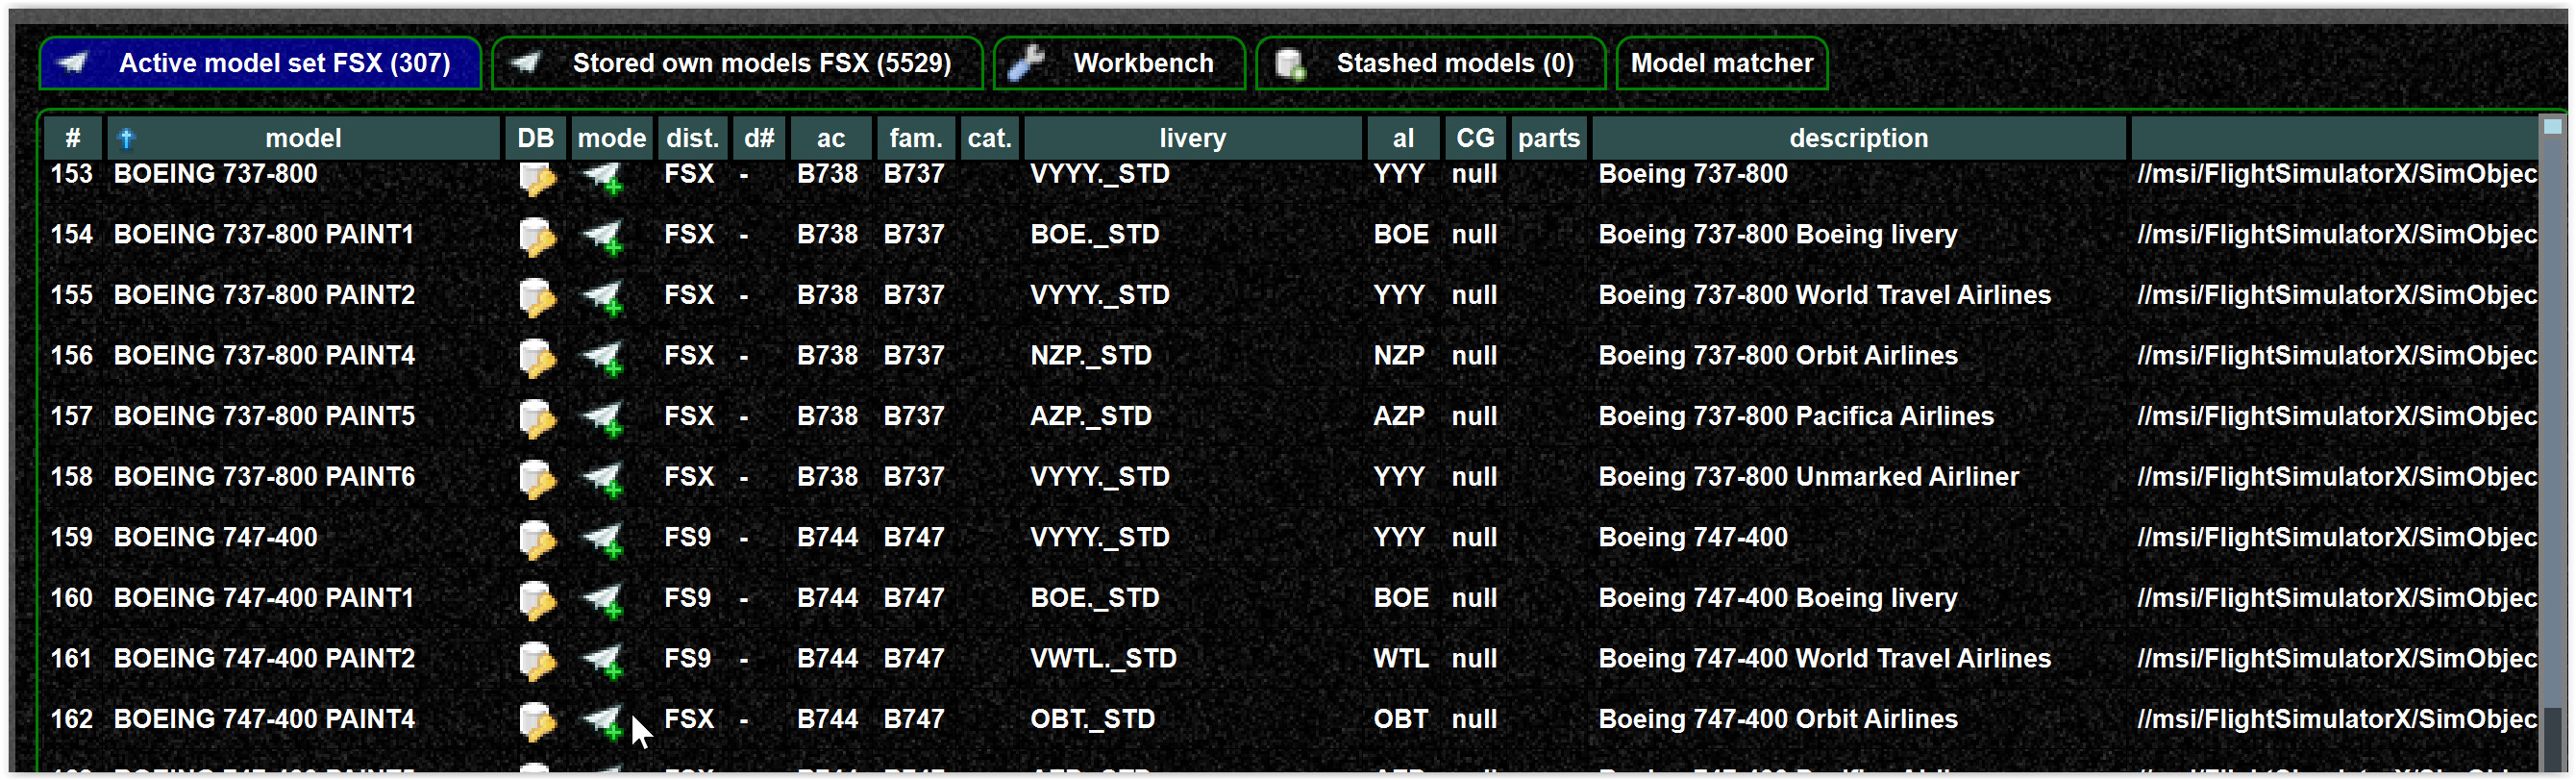 Active model set FSX (307) Stored own models FSX (5529) Workbench Stashed models (0) Model matcher
# model DB mode dist. d# ac fam. cat. livery al CG parts description
153 BOEING 737-800 FSX - B738 B737 VYYY._STD YYY null Boeing 737-800 //msi/FlightSimulatorX/SimObjec
154 BOEING 737-800 PAINT1 FSX - B738 B737 BOE._STD BOE null Boeing 737-800 Boeing livery //msi/FlightSimulatorX/SimObjec
155 BOEING 737-800 PAINT2 FSX - B738 B737 VYYY._STD YYY null Boeing 737-800 World Travel Airlines //msi/FlightSimulatorX/SimObjec
156 BOEING 737-800 PAINT4 FSX - B738 B737 NZP._STD NZP null Boeing 737-800 Orbit Airlines //msi/FlightSimulatorX/SimObjec
157 BOEING 737-800 PAINT5 FSX - B738 B737 AZP._STD AZP null Boeing 737-800 Pacifica Airlines //msi/FlightSimulatorX/SimObjec
158 BOEING 737-800 PAINT6 FSX - B738 B737 VYYY._STD YYY null Boeing 737-800 Unmarked Airliner //msi/FlightSimulatorX/SimObjec
159 BOEING 747-400 FS9 - B744 B747 VYYY._STD YYY null Boeing 747-400 //msi/FlightSimulatorX/SimObjec
160 BOEING 747-400 PAINT1 FS9 - B744 B747 BOE._STD BOE null Boeing 747-400 Boeing livery //msi/FlightSimulatorX/SimObjec
161 BOEING 747-400 PAINT2 FS9 - B744 B747 VWTL._STD WTL null Boeing 747-400 World Travel Airlines //msi/FlightSimulatorX/SimObjec
162 BOEING 747-400 PAINT4 FSX - B744 B747 OBT._STD OBT null Boeing 747-400 Orbit Airlines //msi/FlightSimulatorX/SimObjec